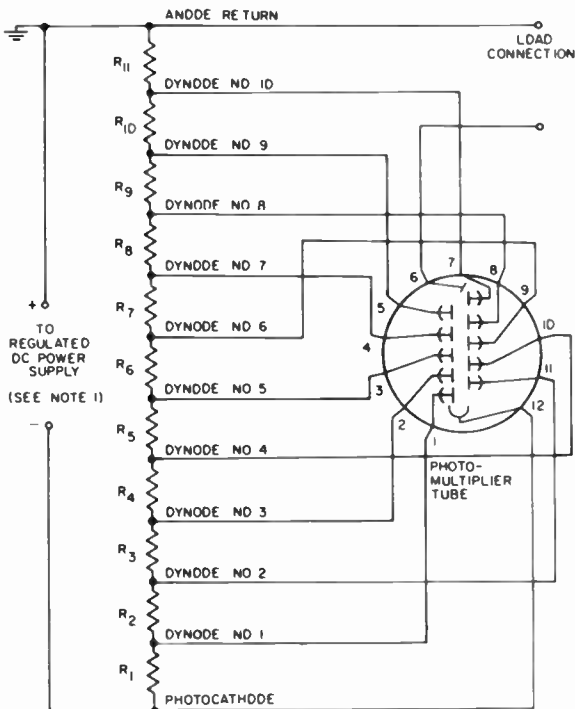 ANODE RETURN
LOAD
CONNECTION
R11
DYNODE NO 10
R10
DYNODE NO 9
R9
DYNODE NO 8
R8
DYNODE NO 7
R7
DYNODE NO 6
R6
DYNODE NO 5
R5
DYNODE NO 4
R4
DYNODE NO 3
R3
DYNODE NO 2
R2
DYNODE NO 1
R1
PHOTOCATHODE
+
TO
REGULATED
DC POWER
SUPPLY
(SEE NOTE 1)
−
1
2
3
4
5
6
7
8
9
10
11
12
PHOTO-
MULTIPLIER
TUBE